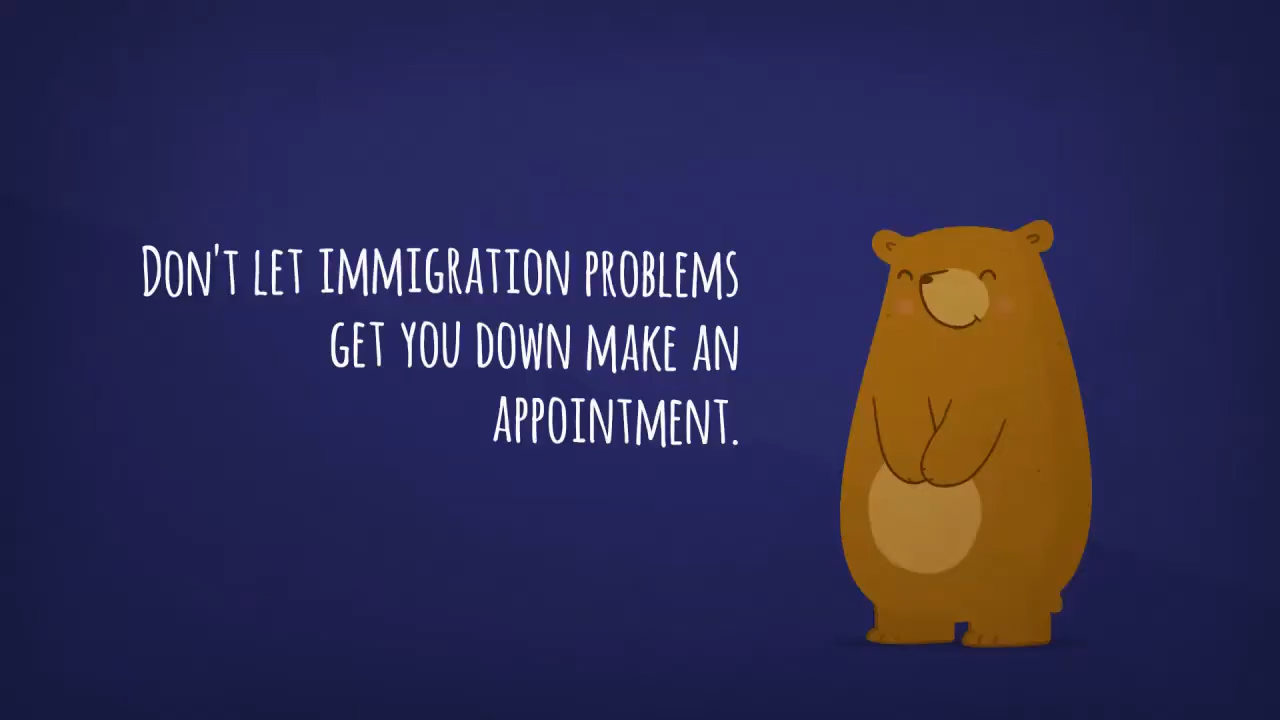 Don't let immigration problems
get you down make an
appointment.